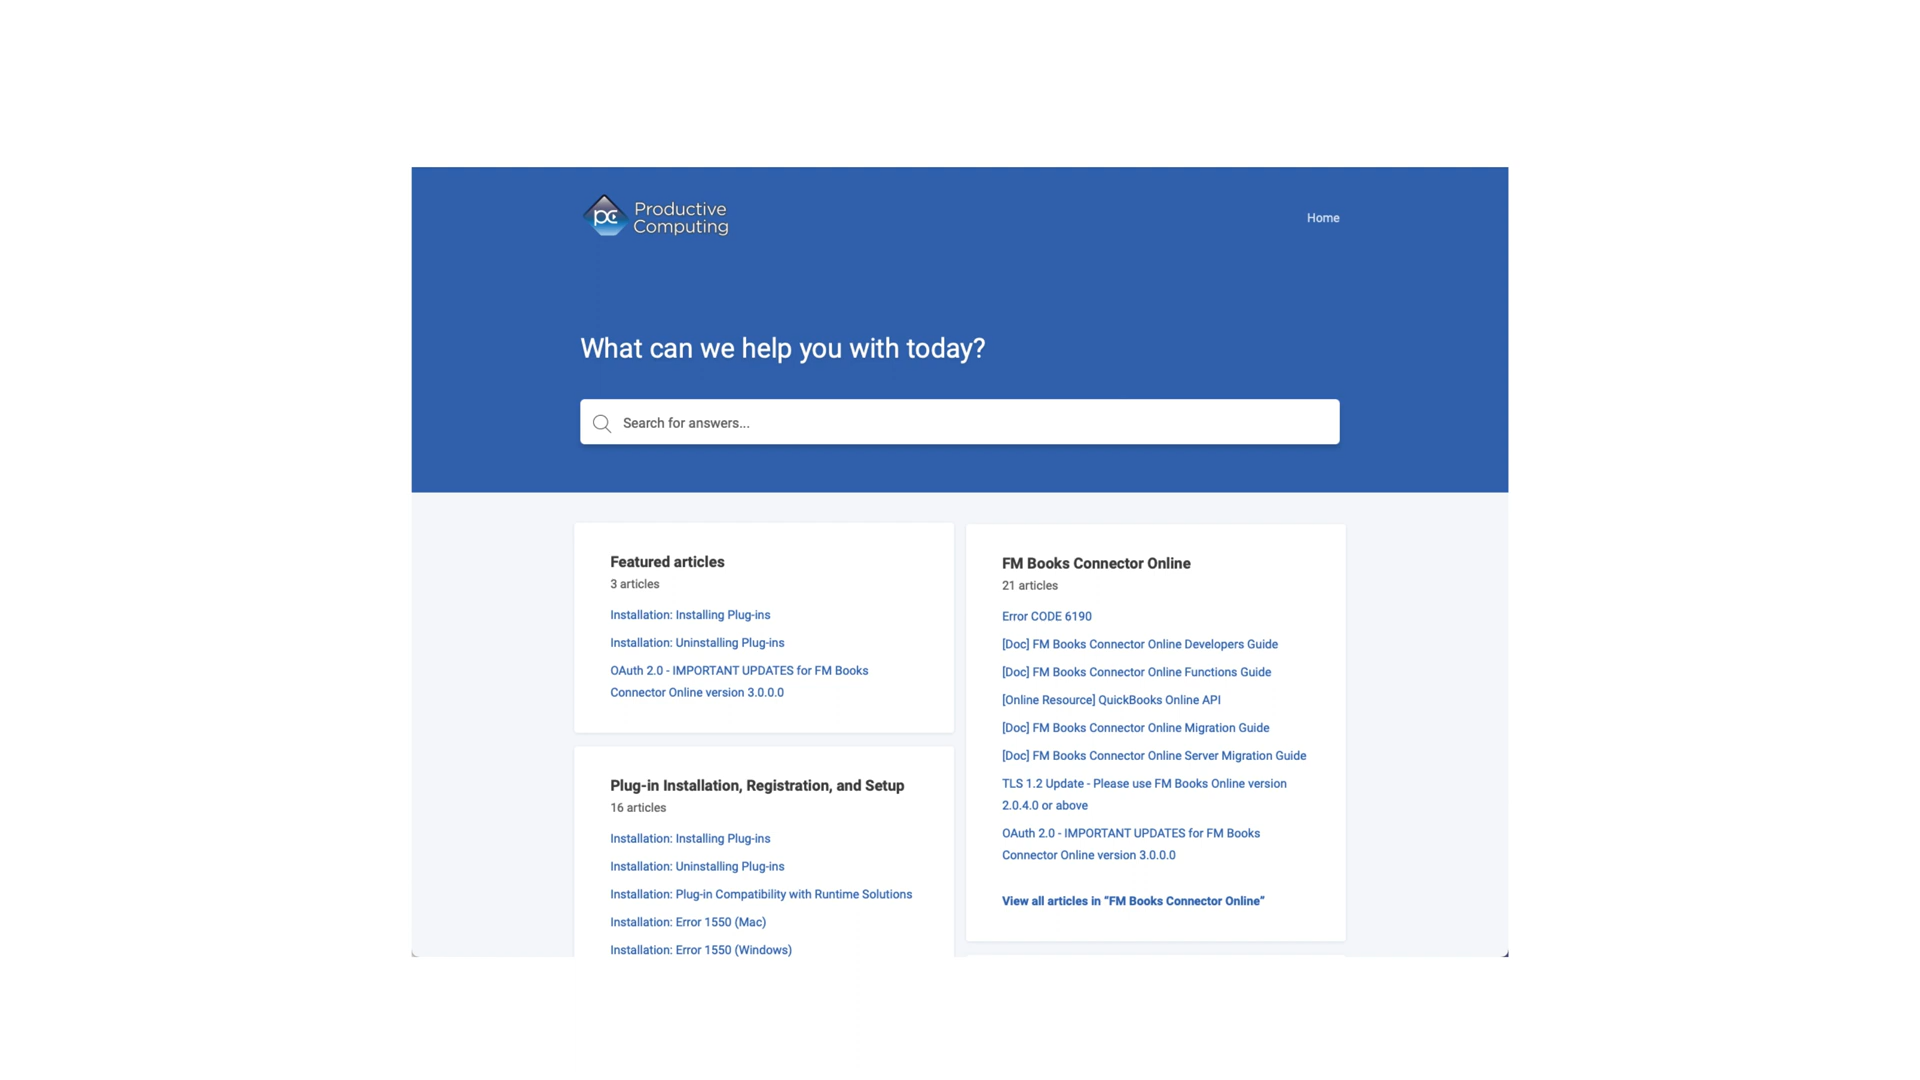 pc Productive
Computing
Home
What can we help you with today?
Search for answers...
Featured articles
3 articles
Installation: Installing Plug-ins
Installation: Uninstalling Plug-ins
OAuth 2.0 - IMPORTANT UPDATES for FM Books
Connector Online version 3.0.0.0
Plug-in Installation, Registration, and Setup
16 articles
Installation: Installing Plug-ins
Installation: Uninstalling Plug-ins
Installation: Plug-in Compatibility with Runtime Solutions
Installation: Error 1550 (Mac)
Installation: Error 1550 (Windows)
FM Books Connector Online
21 articles
Error CODE 6190
[Doc] FM Books Connector Online Developers Guide
[Doc] FM Books Connector Online Functions Guide
[Online Resource] QuickBooks Online API
[Doc] FM Books Connector Online Migration Guide
[Doc] FM Books Connector Online Server Migration Guide
TLS 1.2 Update - Please use FM Books Online version
2.0.4.0 or above
OAuth 2.0 - IMPORTANT UPDATES for FM Books
Connector Online version 3.0.0.0
View all articles in “FM Books Connector Online”